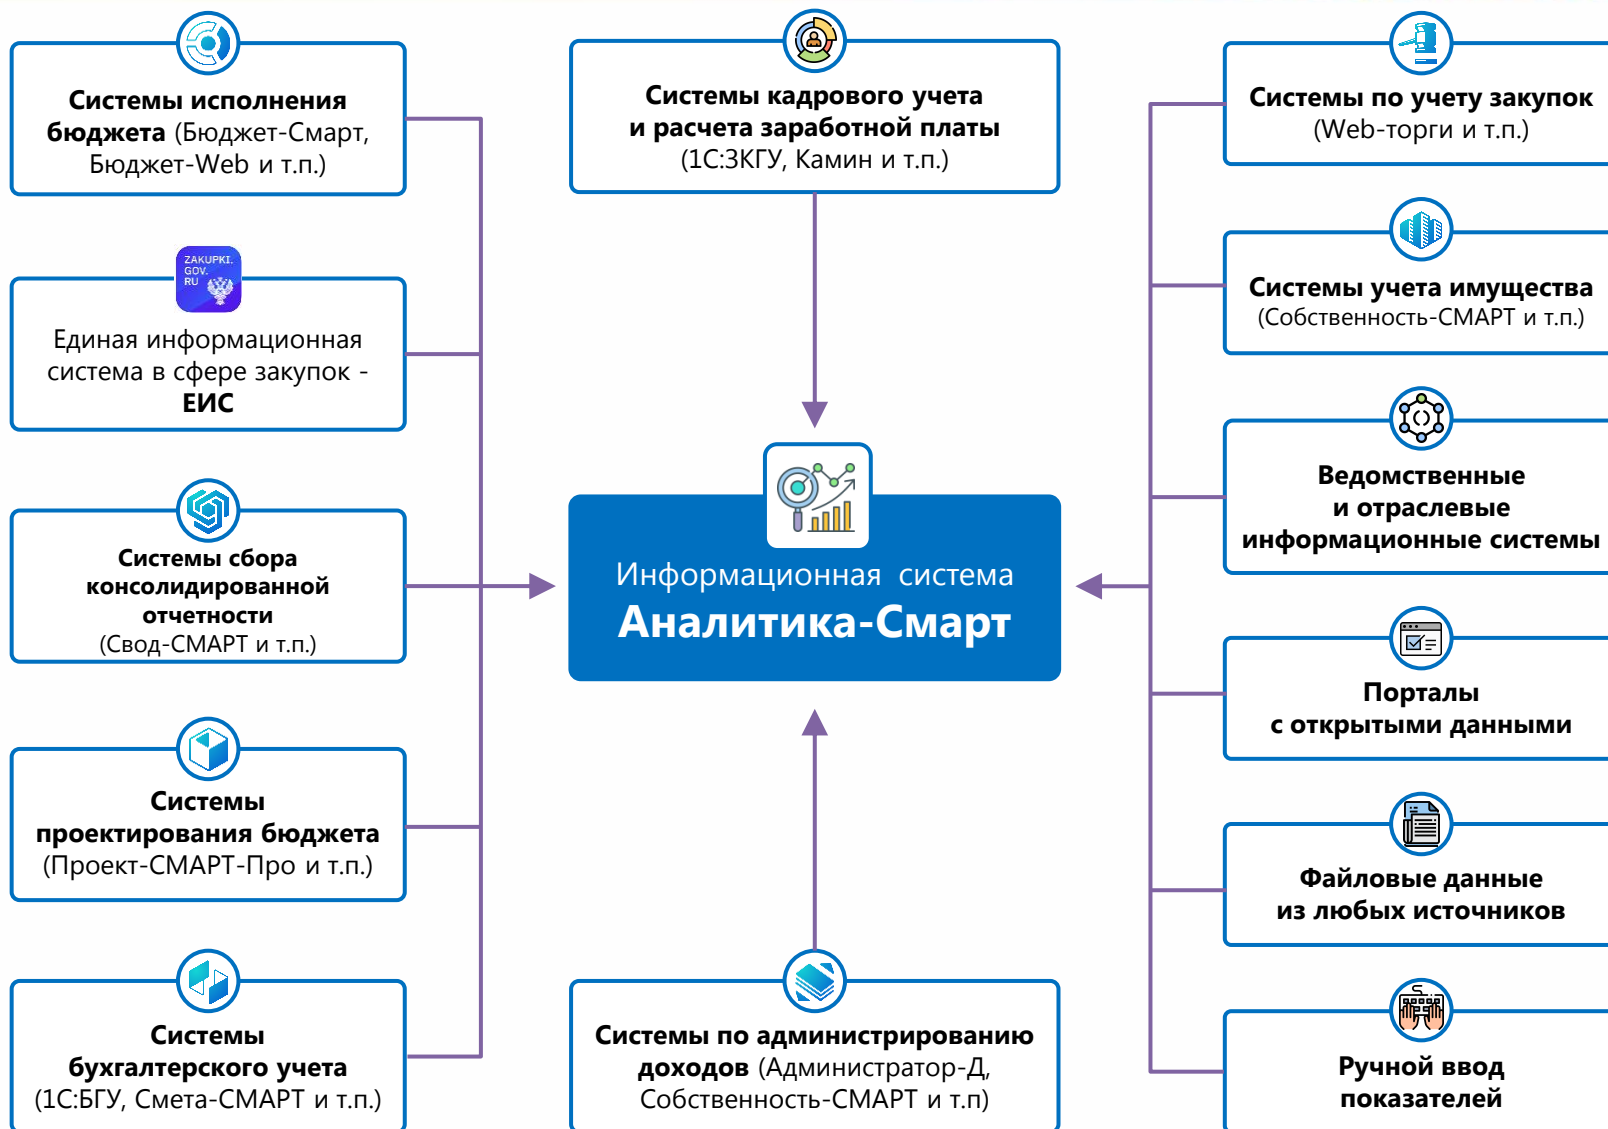 Системы исполнения
бюджета (Бюджет-Смарт,
Бюджет-Web и т.п.)
ZAKUPKI.
GOV.
RU
Единая информационная
система в сфере закупок -
ЕИС
Системы сбора
консолидированной
отчетности
(Свод-СМАРТ и т.п.)
Системы
проектирования бюджета
(Проект-СМАРТ-Про и т.п.)
Системы
бухгалтерского учета
(1С:БГУ, Смета-СМАРТ и т.п.)
Системы кадрового учета
и расчета заработной платы
(1С:ЗКГУ, Камин и т.п.)
Информационная система
Аналитика-Смарт
Системы по администрированию
доходов (Администратор-Д,
Собственность-СМАРТ и т.п)
Системы по учету закупок
(Web-торги и т.п.)
Системы учета имущества
(Собственность-СМАРТ и т.п.)
Ведомственные
и отраслевые
информационные системы
Порталы
с открытыми данными
Файловые данные
из любых источников
Ручной ввод
показателей